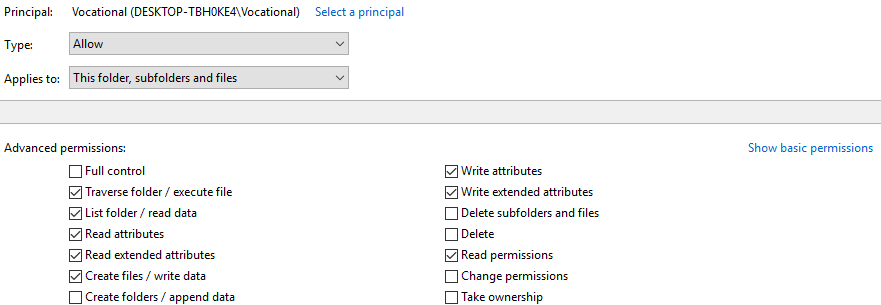 Principal: Vocational (DESKTOP-TBH0KE4\Vocational) Select a principal
Type: Allow
Applies to: This folder, subfolders and files
Advanced permissions: Show basic permissions
Full control
Traverse folder / execute file
List folder / read data
Read attributes
Read extended attributes
Create files / write data
Create folders / append data
Write attributes
Write extended attributes
Delete subfolders and files
Delete
Read permissions
Change permissions
Take ownership